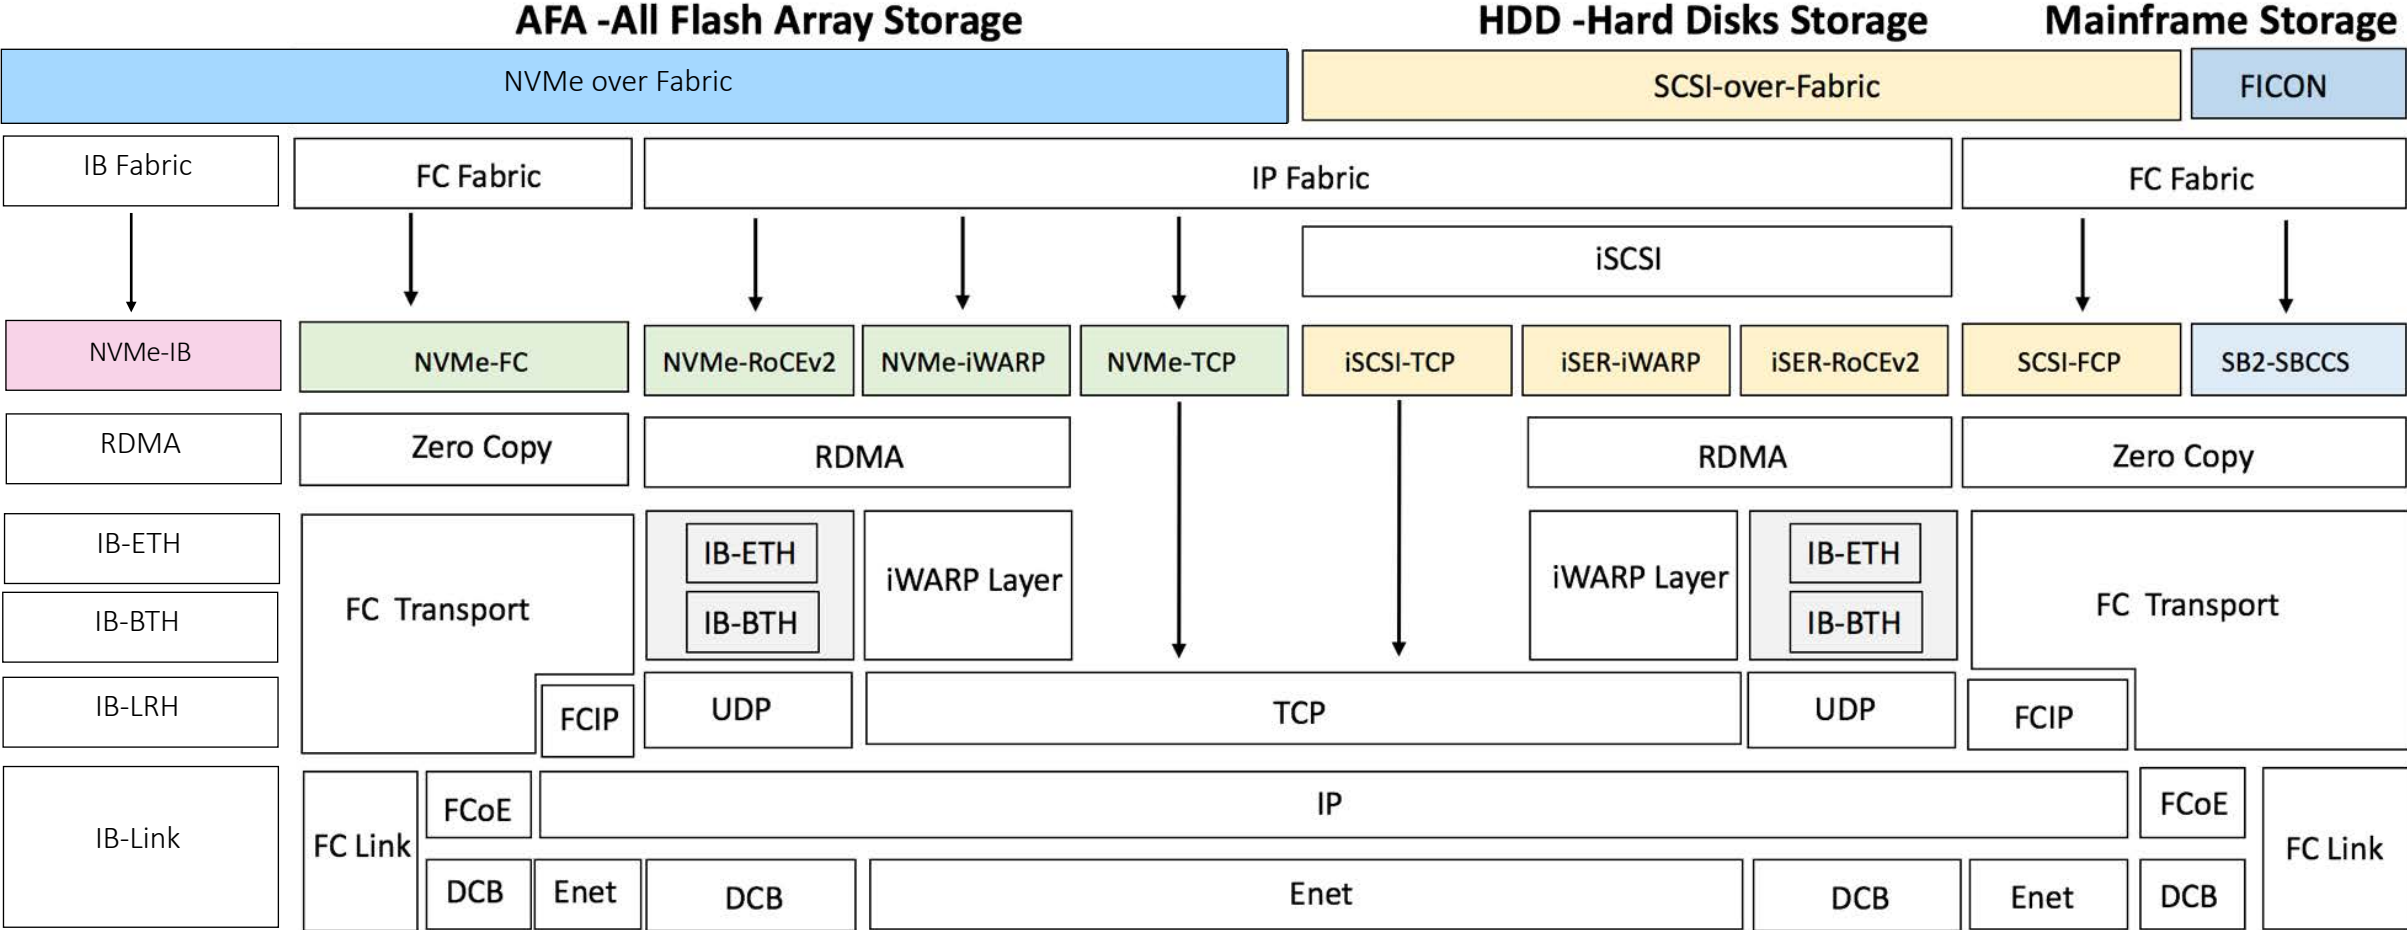 AFA -All Flash Array Storage
HDD -Hard Disks Storage
Mainframe Storage
NVMe over Fabric
SCSI-over-Fabric
FICON
IB Fabric
FC Fabric
IP Fabric
FC Fabric
iSCSI
NVMe-IB
NVMe-FC
NVMe-RoCEv2
NVMe-iWARP
NVMe-TCP
iSCSI-TCP
iSER-iWARP
iSER-RoCEv2
SCSI-FCP
SB2-SBCCS
RDMA
Zero Copy
RDMA
RDMA
Zero Copy
IB-ETH
IB-BTH
IB-LRH
FC Transport
IB-ETH
IB-BTH
iWARP Layer
iWARP Layer
IB-ETH
IB-BTH
FC Transport
FCIP
UDP
TCP
UDP
FCIP
IB-Link
FC Link
FCoE
IP
FCoE
FC Link
DCB
Enet
DCB
Enet
DCB
Enet
DCB